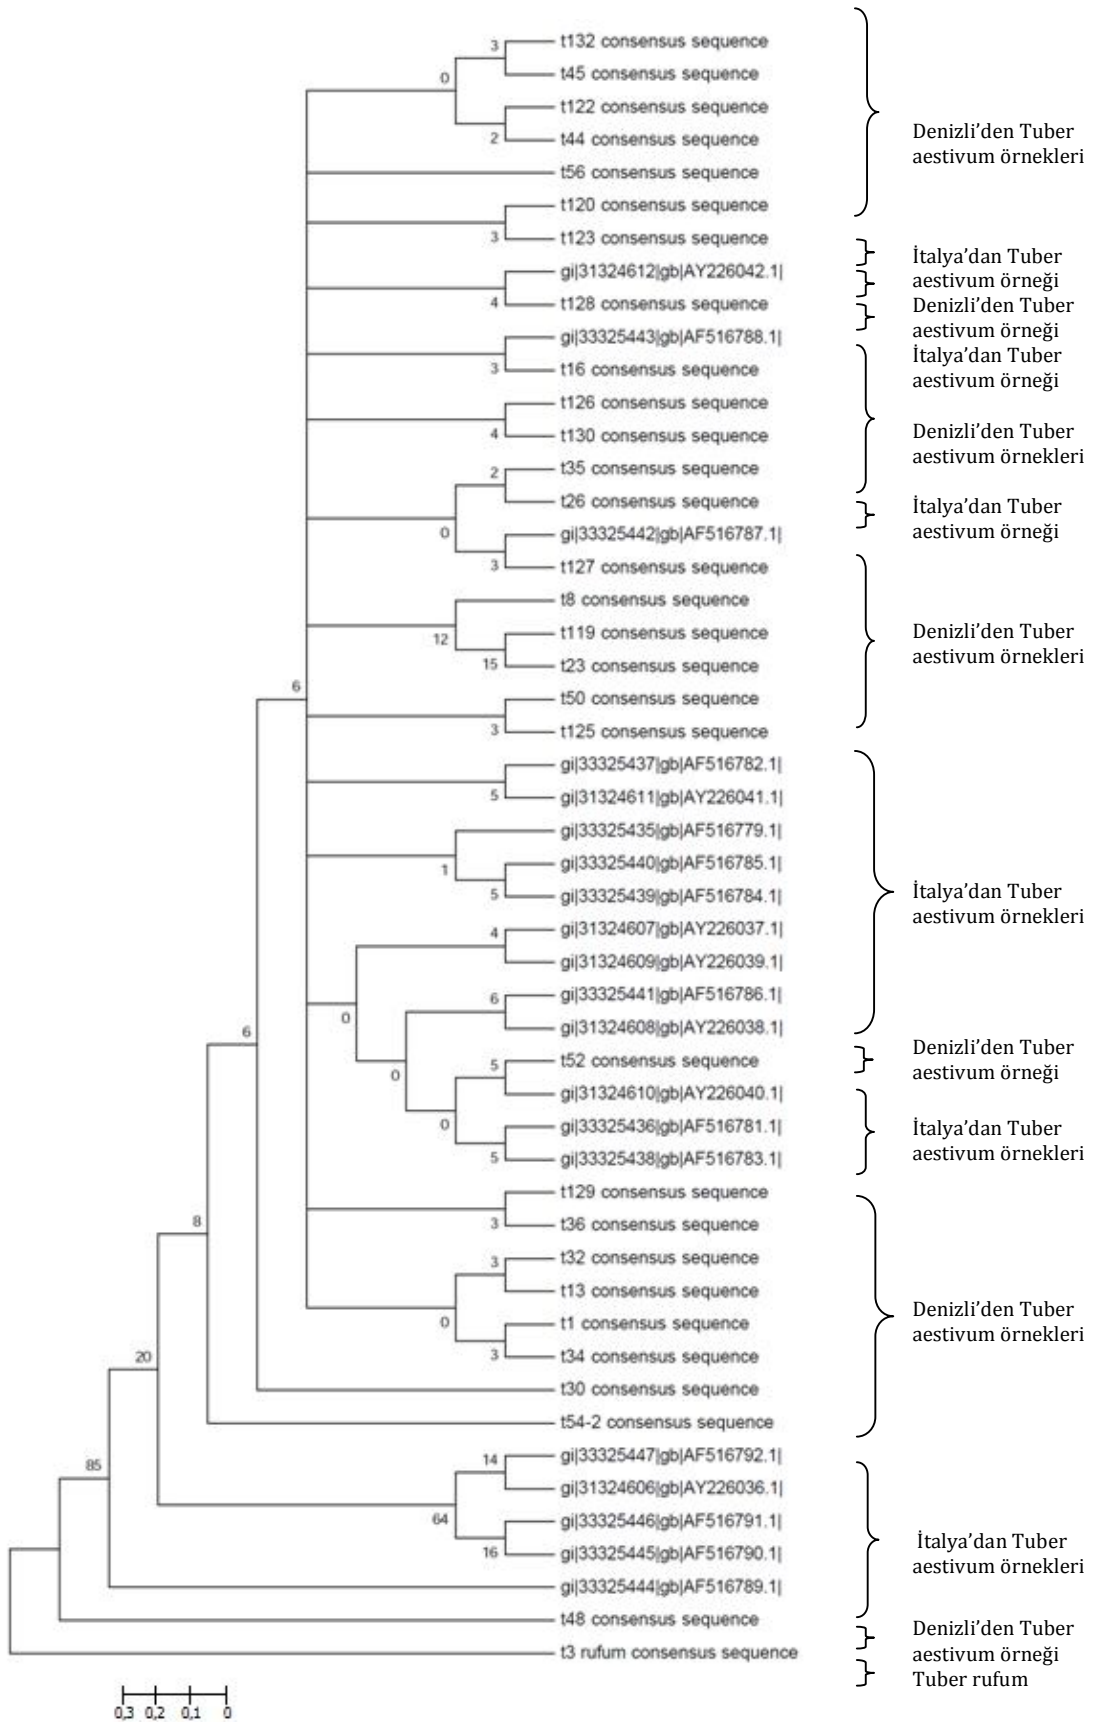 3
t132 consensus sequence
0
t45 consensus sequence
t122 consensus sequence
2
t44 consensus sequence
t56 consensus sequence
t120 consensus sequence
3
t123 consensus sequence
gi|31324612|gb|AY226042.1|
4
t128 consensus sequence
gi|33325443|gb|AF516788.1|
3
t16 consensus sequence
t126 consensus sequence
4
t130 consensus sequence
2
t35 consensus sequence
t26 consensus sequence
0
gi|33325442|gb|AF516787.1|
3
t127 consensus sequence
t8 consensus sequence
12
t119 consensus sequence
15
t23 consensus sequence
6
t50 consensus sequence
3
t125 consensus sequence
gi|33325437|gb|AF516782.1|
5
gi|31324611|gb|AY226041.1|
gi|33325435|gb|AF516779.1|
1
gi|33325440|gb|AF516785.1|
5
gi|33325439|gb|AF516784.1|
4
gi|31324607|gb|AY226037.1|
gi|31324609|gb|AY226039.1|
6
gi|33325441|gb|AF516786.1|
0
gi|31324608|gb|AY226038.1|
6
5
t52 consensus sequence
0
gi|31324610|gb|AY226040.1|
0
gi|33325436|gb|AF516781.1|
5
gi|33325438|gb|AF516783.1|
t129 consensus sequence
8
3
t36 consensus sequence
3
t32 consensus sequence
t13 consensus sequence
0
t1 consensus sequence
20
3
t34 consensus sequence
t30 consensus sequence
t54-2 consensus sequence
85
14
gi|33325447|gb|AF516792.1|
gi|31324606|gb|AY226036.1|
64
gi|33325446|gb|AF516791.1|
16
gi|33325445|gb|AF516790.1|
gi|33325444|gb|AF516789.1|
t48 consensus sequence
t3 rufum consensus sequence
0,3 0,2 0,1 0
Denizli’den Tuber
aestivum örnekleri
İtalya’dan Tuber
aestivum örneği
Denizli’den Tuber
aestivum örneği
İtalya’dan Tuber
aestivum örneği
Denizli’den Tuber
aestivum örnekleri
İtalya’dan Tuber
aestivum örneği
Denizli’den Tuber
aestivum örnekleri
İtalya’dan Tuber
aestivum örnekleri
Denizli’den Tuber
aestivum örneği
İtalya’dan Tuber
aestivum örnekleri
Denizli’den Tuber
aestivum örnekleri
İtalya’dan Tuber
aestivum örnekleri
Denizli’den Tuber
aestivum örneği
Tuber rufum